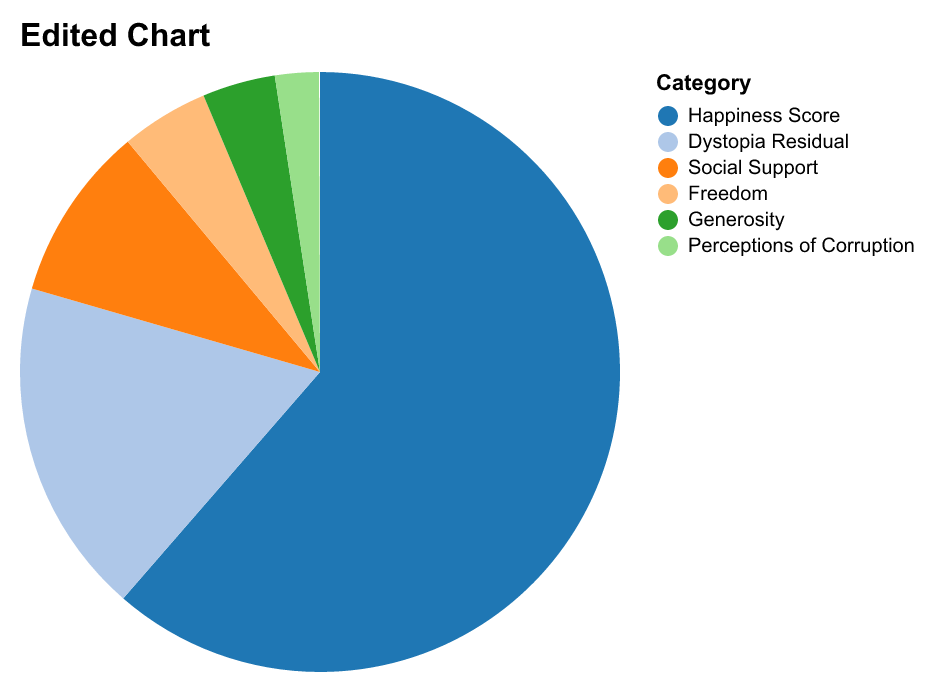 Edited Chart
Category
Happiness Score
Dystopia Residual
Social Support
Freedom
Generosity
Perceptions of Corruption